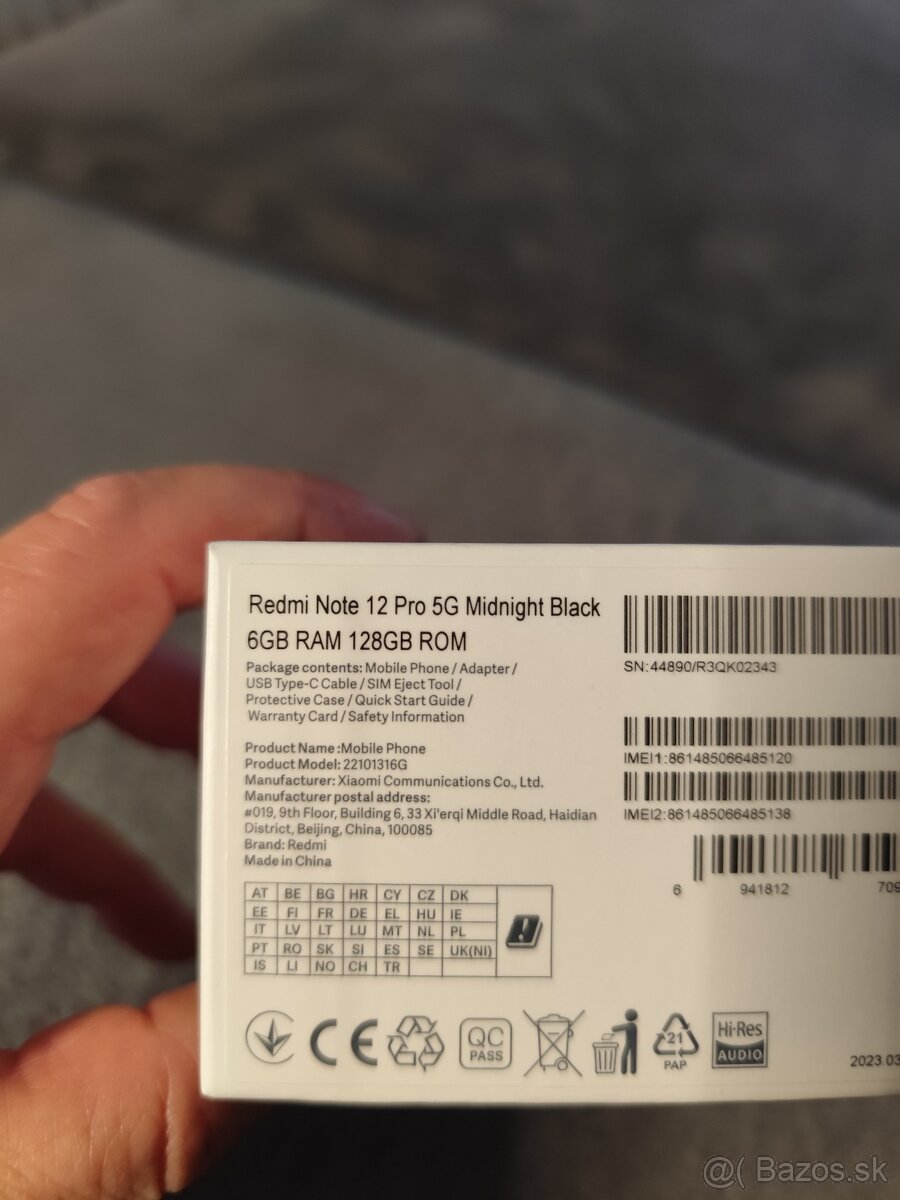 Redmi Note 12 Pro 5G Midnight Black
6GB RAM 128GB ROM
Package contents: Mobile Phone / Adapter /
USB Type-C Cable / SIM Eject Tool /
Protective Case / Quick Start Guide /
Warranty Card / Safety Information
Product Name :Mobile Phone
Product Model: 22101316G
Manufacturer: Xiaomi Communications Co., Ltd.
Manufacturer postal address:
#019, 9th Floor, Building 6, 33 Xi'erqi Middle Road, Haidian
District, Beijing, China, 100085
Brand: Redmi
Made in China
SN:44890/R3QK02343
IMEI1:861485066485120
IMEI2:861485066485138
6 941812 709
AT BE BG HR CY CZ DK
EE FI FR DE EL HU IE
IT LV LT LU MT NL PL
PT RO SK SI ES SE UK(NI)
IS LI NO CH TR
CE
QC
PASS
21
PAP
Hi-Res
AUDIO
2023.03
@( Bazos.sk